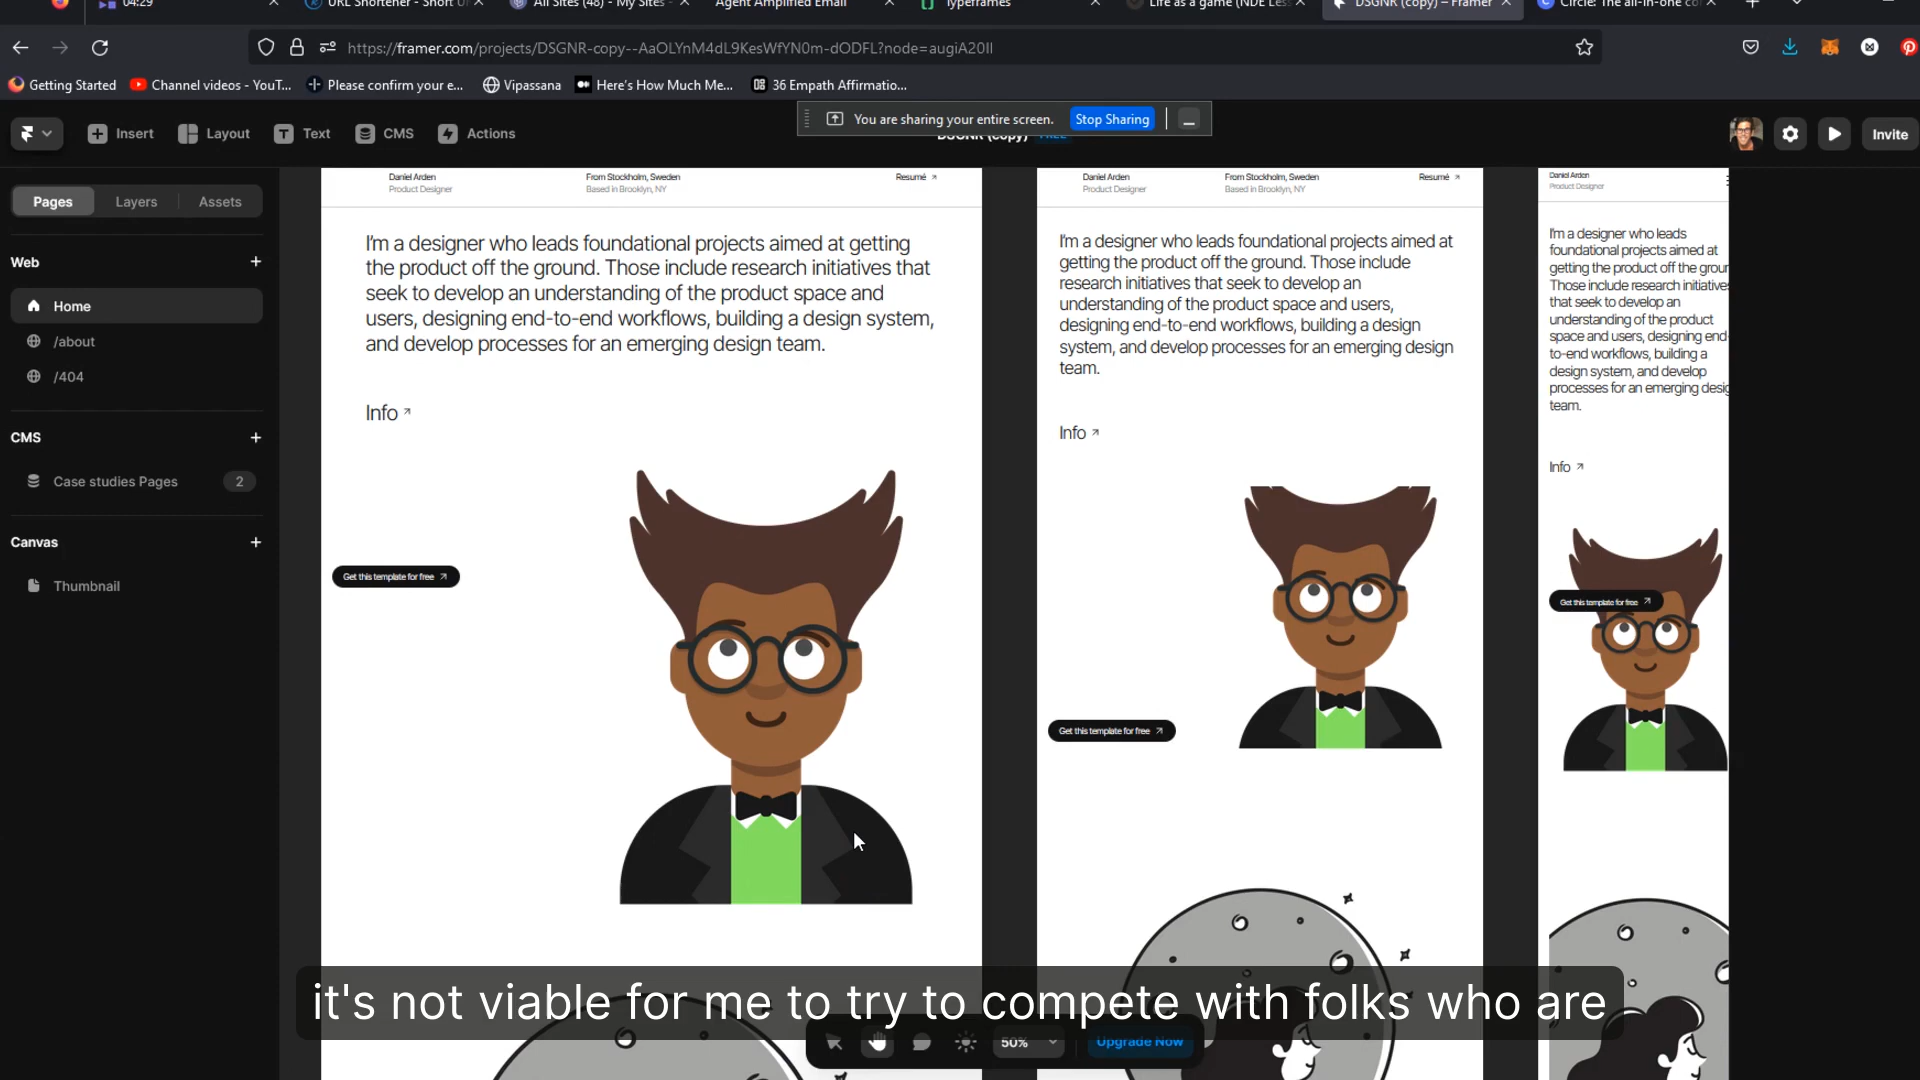 04:29
URL Shortener - Short U
All Sites (48) - My Sites -
Agent Amplified Email
Typeframes
Life as a game (NDE Les
DSGNR (copy) – Framer
Circle: The all-in-one co
https://framer.com/projects/DSGNR-copy--AaOLYnM4dL9KesWfYN0m-dODFL?node=augiA20Il
Getting Started
Channel videos - YouT...
Please confirm your e...
Vipassana
Here's How Much Me...
36 Empath Affirmatio...
Insert
Layout
Text
CMS
Actions
You are sharing your entire screen.
Stop Sharing
DSGNR (copy) FREE
Invite
Pages
Layers
Assets
Web
Home
/about
/404
CMS
Case studies Pages
2
Canvas
Thumbnail
Daniel Arden
Product Designer
From Stockholm, Sweden
Based in Brooklyn, NY
Resumé
I'm a designer who leads foundational projects aimed at getting
the product off the ground. Those include research initiatives that
seek to develop an understanding of the product space and
users, designing end-to-end workflows, building a design system,
and develop processes for an emerging design team.
Info
Get this template for free
Daniel Arden
Product Designer
From Stockholm, Sweden
Based in Brooklyn, NY
Resumé
I'm a designer who leads foundational projects aimed at
getting the product off the ground. Those include
research initiatives that seek to develop an
understanding of the product space and users,
designing end-to-end workflows, building a design
system, and develop processes for an emerging design
team.
Info
Get this template for free
Daniel Arden
Product Designer
I'm a designer who leads
foundational projects aimed at
getting the product off the groun
Those include research initiatives
that seek to develop an
understanding of the product
space and users, designing end-
to-end workflows, building a
design system, and develop
processes for an emerging desig
team.
Info
Get this template for free
it's not viable for me to try to compete with folks who are
50%
Upgrade Now